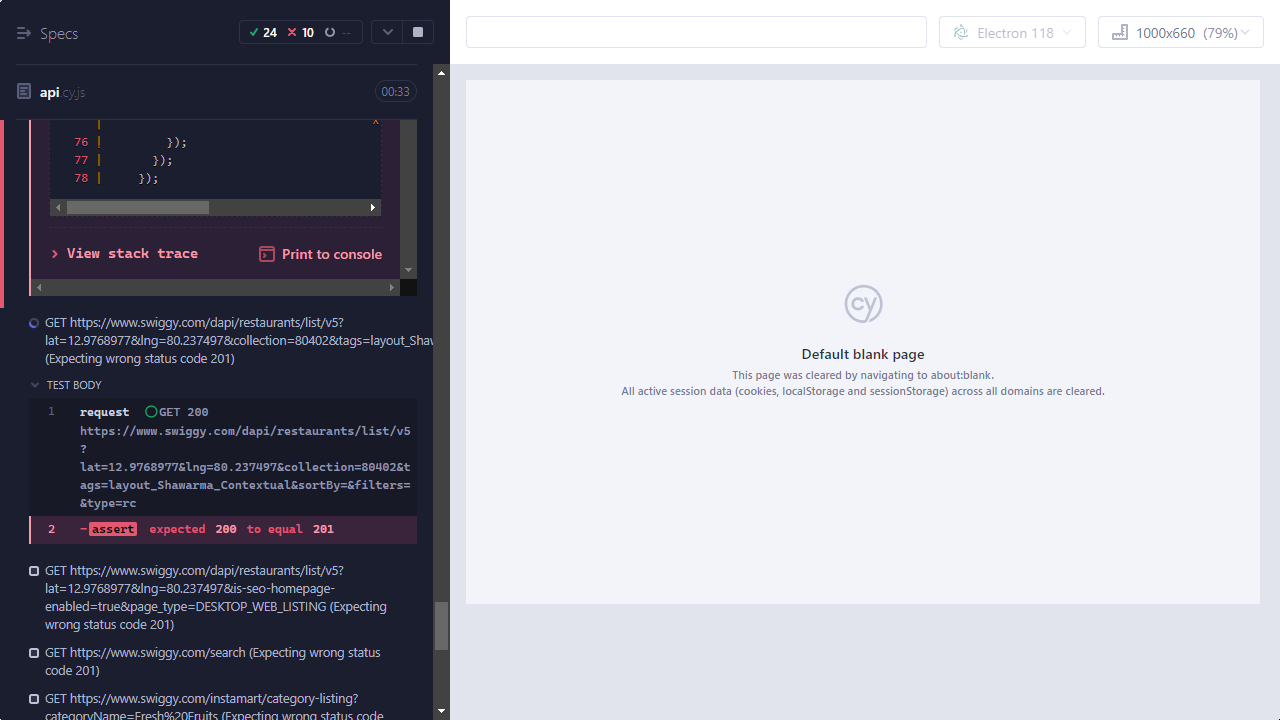 Specs
24
10
--
Electron 118
1000x660 (79%)
api.cy.js
00:33
76 | });
77 | });
78 | });
View stack trace
Print to console
GET https://www.swiggy.com/dapi/restaurants/list/v5?
lat=12.9768977&lng=80.237497&collection=80402&tags=layout_Shaw
(Expecting wrong status code 201)
TEST BODY
1 request GET 200
https://www.swiggy.com/dapi/restaurants/list/v5
?
lat=12.9768977&lng=80.237497&collection=80402&t
ags=layout_Shawarma_Contextual&sortBy=&filters=
&type=rc
2 -assert expected 200 to equal 201
GET https://www.swiggy.com/dapi/restaurants/list/v5?
lat=12.9768977&lng=80.237497&is-seo-homepage-
enabled=true&page_type=DESKTOP_WEB_LISTING (Expecting
wrong status code 201)
GET https://www.swiggy.com/search (Expecting wrong status
code 201)
GET https://www.swiggy.com/instamart/category-listing?
categoryName=Fresh%20Fruits (Expecting wrong status code
cy
Default blank page
This page was cleared by navigating to about:blank.
All active session data (cookies, localStorage and sessionStorage) across all domains are cleared.